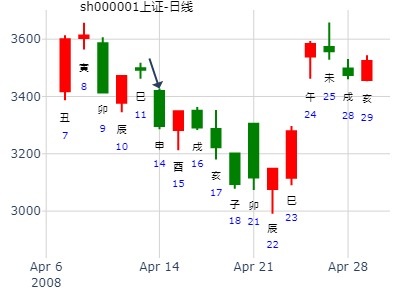 sh000001上证-日线
3600
3400
3200
3000
丑
7
寅
8
卯
9
辰
10
巳
11
申
14
酉
15
戌
16
亥
17
子
18
卯
21
辰
22
巳
23
午
24
未
25
戌
28
亥
29
Apr 6
2008
Apr 14
Apr 21
Apr 28